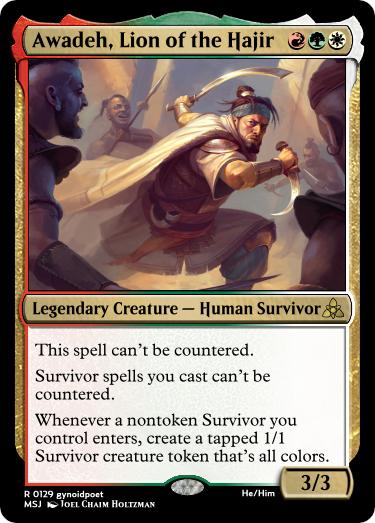 Awadeh, Lion of the Hajir
Legendary Creature — Human Survivor
This spell can't be countered.
Survivor spells you cast can't be
countered.
Whenever a nontoken Survivor you
control enters, create a tapped 1/1
Survivor creature token that's all colors.
3/3
R 0129 gynoidpoet
He/Him
MSJ Joel Chaim Holtzman